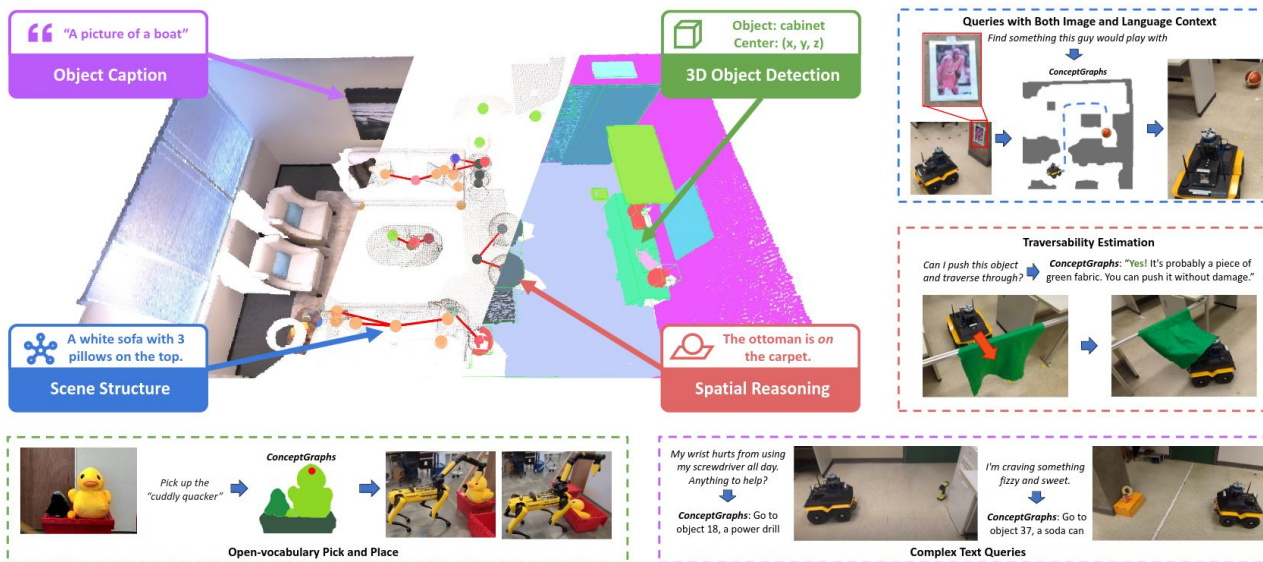 “A picture of a boat”
Object Caption
Object: cabinet
Center: (x, y, z)
3D Object Detection
A white sofa with 3
pillows on the top.
Scene Structure
The ottoman is on
the carpet.
Spatial Reasoning
Queries with Both Image and Language Context
Find something this guy would play with
ConceptGraphs
Traversability Estimation
Can I push this object
and traverse through?
ConceptGraphs: “Yes! It's probably a piece of
green fabric. You can push it without damage.”
Pick up the
“cuddly quacker”
ConceptGraphs
Open-vocabulary Pick and Place
My wrist hurts from using
my screwdriver all day.
Anything to help?
ConceptGraphs: Go to
object 18, a power drill
I'm craving something
fizzy and sweet.
ConceptGraphs: Go to
object 37, a soda can
Complex Text Queries